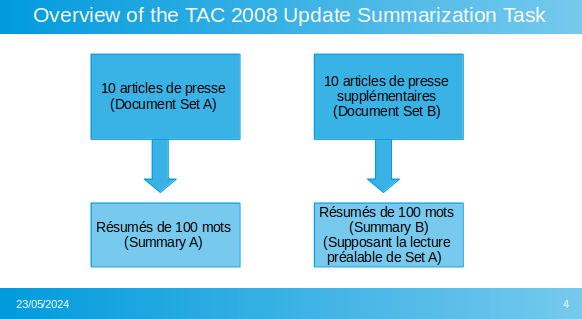 Overview of the TAC 2008 Update Summarization Task
10 articles de presse
(Document Set A)
10 articles de presse
supplémentaires
(Document Set B)
Résumés de 100 mots
(Summary A)
Résumés de 100 mots
(Summary B)
(Supposant la lecture
préalable de Set A)
23/05/2024
4